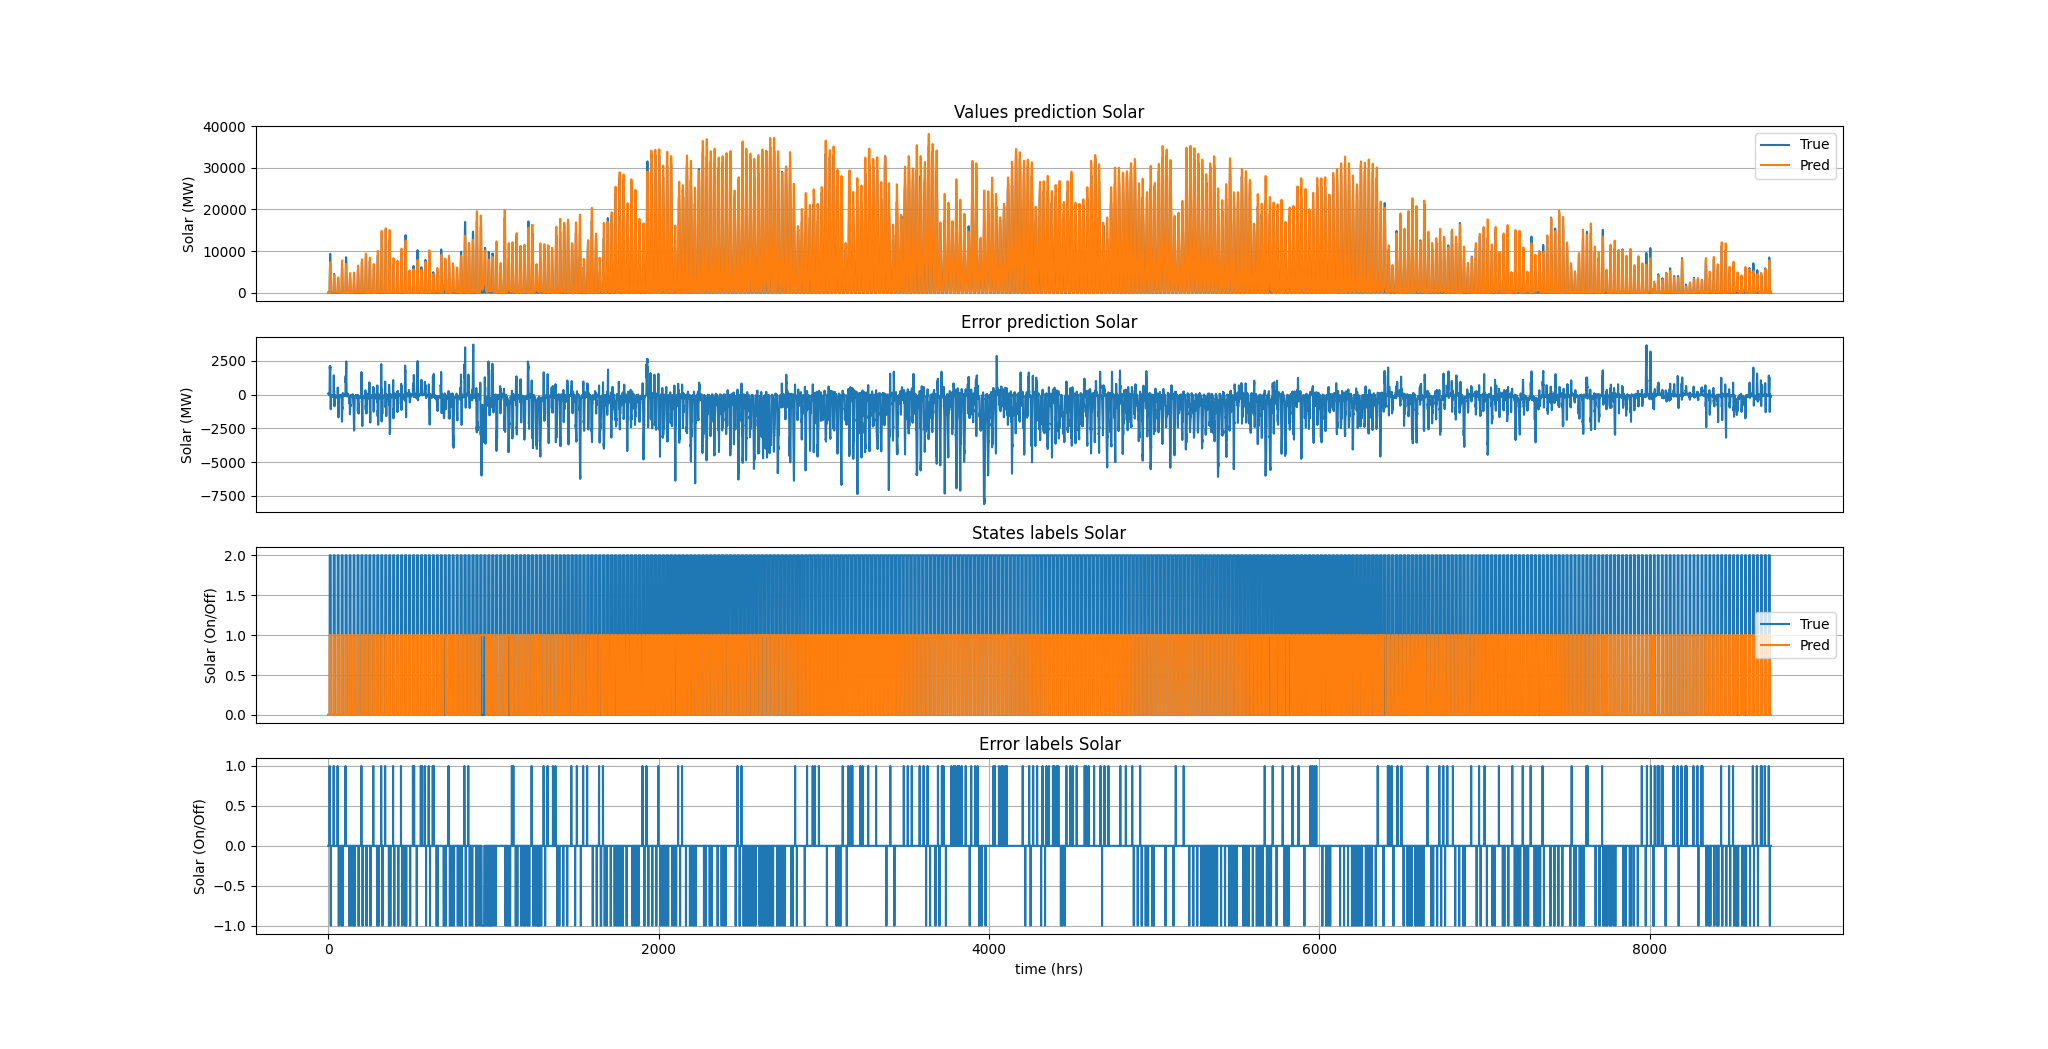 Values prediction Solar
40000
30000
20000
10000
0
Solar (MW)
True
Pred
Error prediction Solar
2500
0
−2500
−5000
−7500
Solar (MW)
States labels Solar
2.0
1.5
1.0
0.5
0.0
Solar (On/Off)
True
Pred
Error labels Solar
1.0
0.5
0.0
−0.5
−1.0
Solar (On/Off)
0 2000 4000 6000 8000
time (hrs)